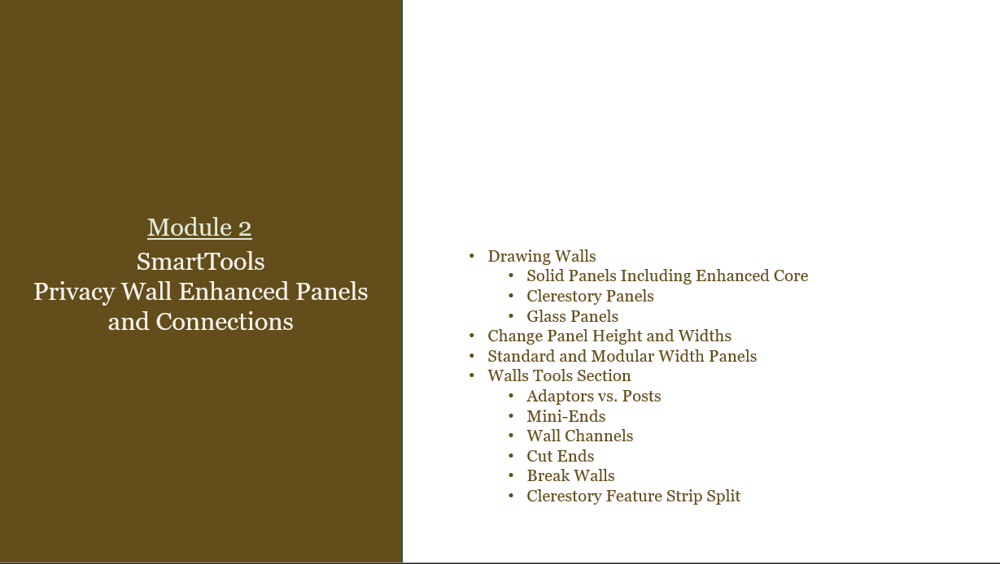 Module 2
SmartTools
Privacy Wall Enhanced Panels
and Connections
• Drawing Walls
• Solid Panels Including Enhanced Core
• Clerestory Panels
• Glass Panels
• Change Panel Height and Widths
• Standard and Modular Width Panels
• Walls Tools Section
• Adaptors vs. Posts
• Mini-Ends
• Wall Channels
• Cut Ends
• Break Walls
• Clerestory Feature Strip Split